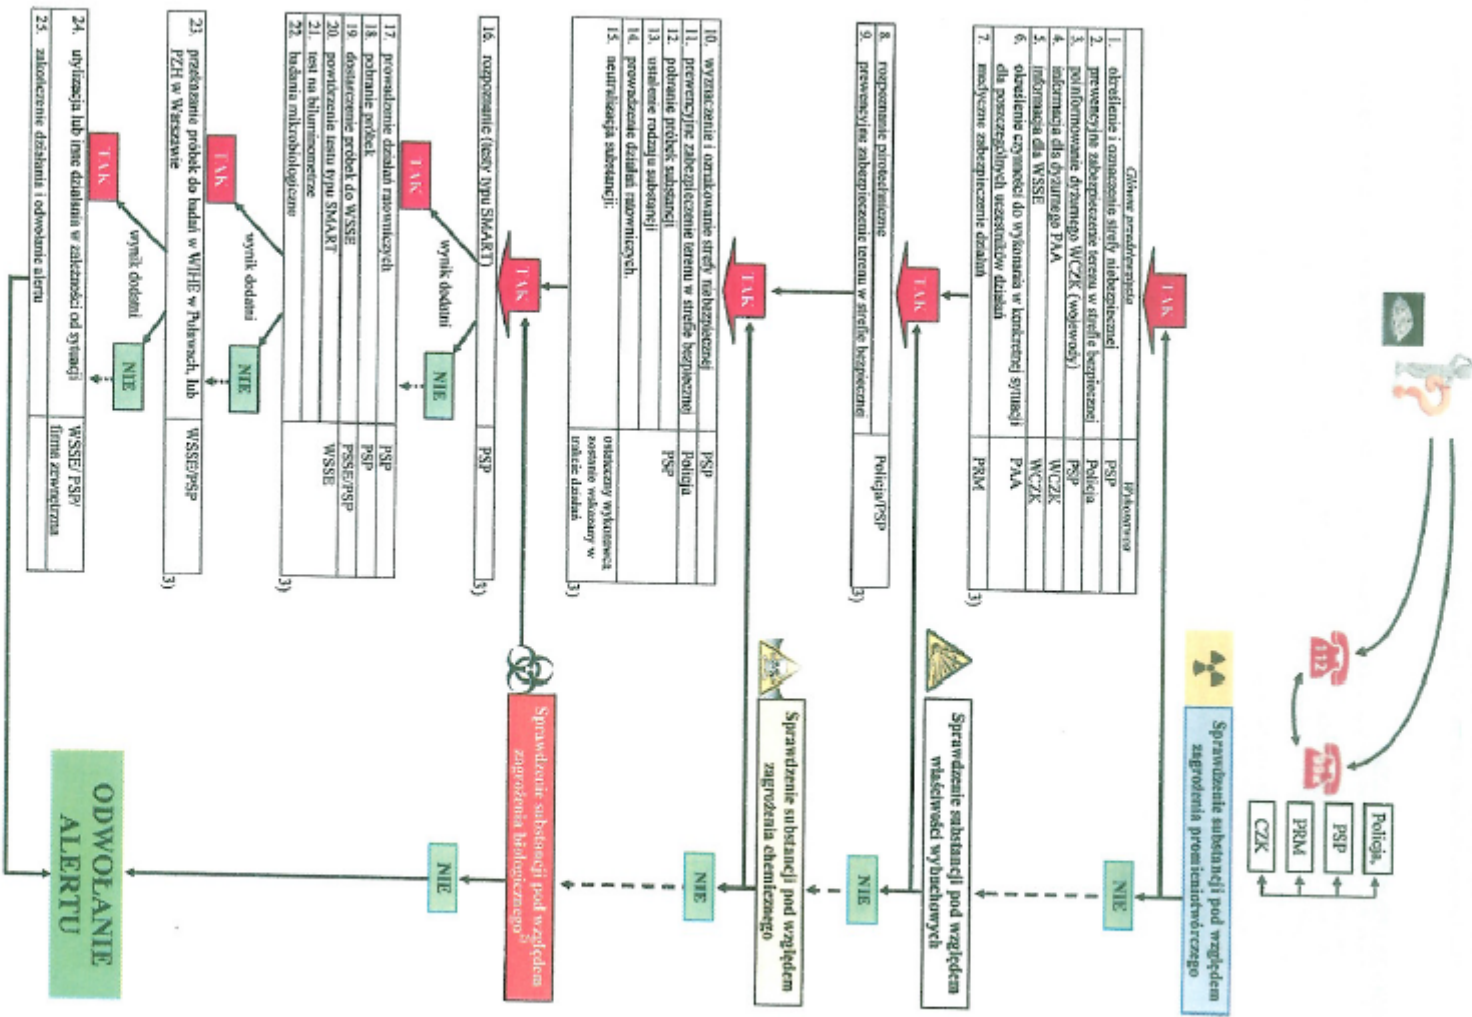 112
Policja,
PSP
PRM
CZK
Sprawdzenie substancji pod względem
zagrożenia promieniotwórczego
NIE
TAK
Główne przedsięwzięcia
Wykonawca
1. określenie i oznaczenie strefy niebezpiecznej
PSP
2. prewencyjne zabezpieczenie terenu w strefie bezpiecznej
Policja
3. poinformowanie dyżurnego WCZK (wojewody)
PSP
4. informacja dla dyżurnego PAA
WCZK
5. informacja dla WSSE
WCZK
6. określenie czynności do wykonania w konkretnej sytuacji
dla poszczególnych uczestników działań
PAA
7. medyczne zabezpieczenie działań
PRM
3)
Sprawdzenie substancji pod względem
właściwości wybuchowych
NIE
TAK
8. rozpoznanie pirotechniczne
9. prewencyjne zabezpieczenie terenu w strefie bezpiecznej
Policja/PSP
3)
Sprawdzenie substancji pod względem
zagrożenia chemicznego
NIE
TAK
10. wyznaczenie i oznakowanie strefy niebezpiecznej
PSP
11. prewencyjne zabezpieczenie terenu w strefie bezpiecznej
Policja
12. pobranie próbek substancji
PSP
13. ustalenie rodzaju substancji
14. prowadzenie działań ratowniczych.
15. neutralizacja substancji;
ostateczny wykonawca
zostanie wskazany w
trakcie działań
3)
Sprawdzenie substancji pod względem
zagrożenia biologicznego
NIE
TAK
16. rozpoznanie (testy typu SMART)
PSP
3)
wynik dodatni
TAK
NIE
17. prowadzenie działań ratowniczych
PSP
18. pobranie próbek
PSP
19. dostarczenie próbek do WSSE
PSSE/PSP
20. powtórzenie testu typu SMART
WSSE
21. test na biluminometrze
22. badania mikrobiologiczne
3)
wynik dodatni
TAK
NIE
23. przekazanie próbek do badań w WIHE w Puławach, lub
PZH w Warszawie
WSSE/PSP
3)
wynik dodatni
TAK
NIE
24. utylizacja lub inne działania w zależności od sytuacji
WSSE/ PSP/
firma zewnętrzna
25. zakończenie działania i odwołanie alertu
ODWOŁANIE
ALERTU